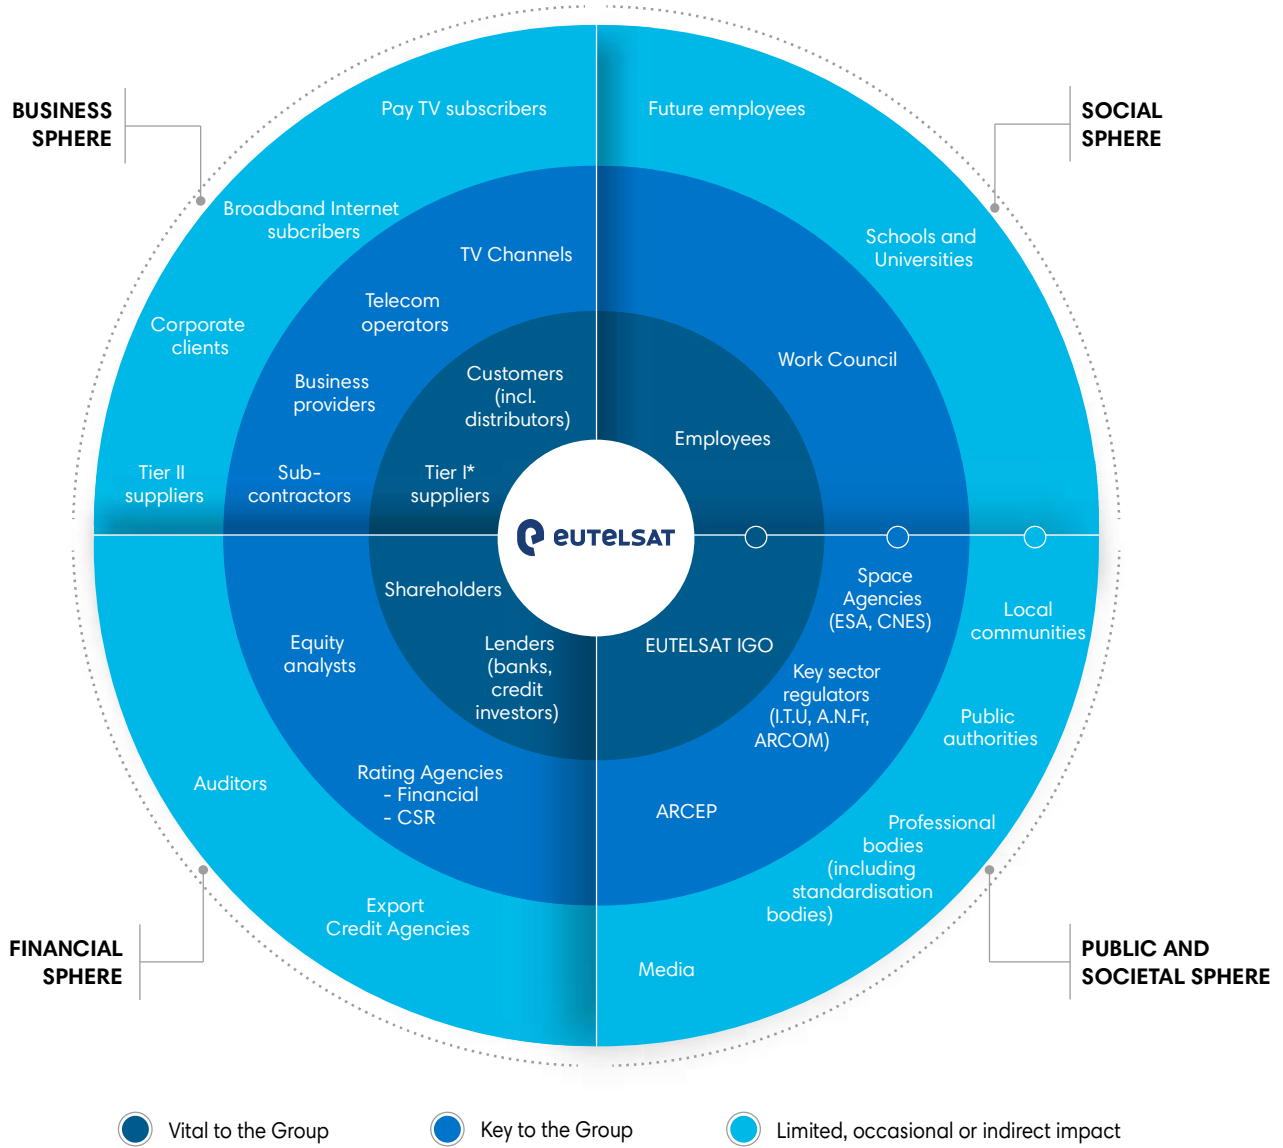 BUSINESS
SPHERE
Pay TV subscribers
Broadband Internet
subcribers
Corporate
clients
Tier II
suppliers
TV Channels
Telecom
operators
Business
providers
Sub-
contractors
Customers
(incl.
distributors)
Tier I*
suppliers
SOCIAL
SPHERE
Future employees
Schools and
Universities
Work Council
Employees
eutelsat
Shareholders
Lenders
(banks,
credit
investors)
Equity
analysts
Rating Agencies
- Financial
- CSR
Auditors
Export
Credit Agencies
FINANCIAL
SPHERE
EUTELSAT IGO
Space
Agencies
(ESA, CNES)
Key sector
regulators
(I.T.U, A.N.Fr,
ARCOM)
ARCEP
Local
communities
Public
authorities
Professional
bodies
(including
standardisation
bodies)
Media
PUBLIC AND
SOCIETAL SPHERE
Vital to the Group
Key to the Group
Limited, occasional or indirect impact